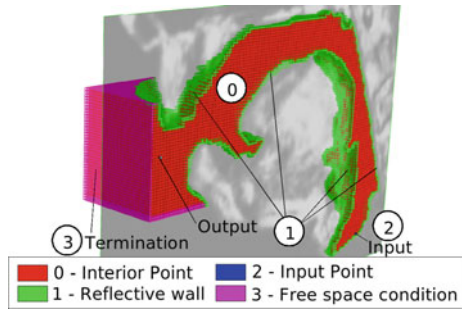 0
Output
1
2
Input
3 Termination
0 - Interior Point
2 - Input Point
1 - Reflective wall
3 - Free space condition